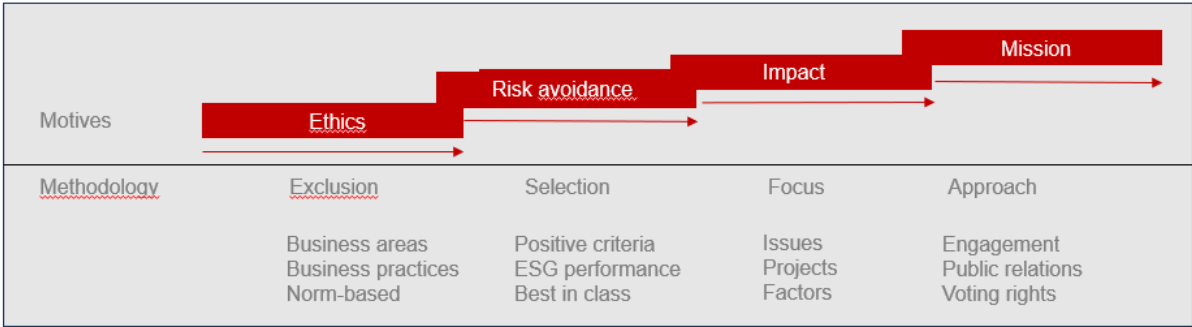 Mission
Impact
Risk avoidance
Motives Ethics
Methodology Exclusion Selection Focus Approach
Business areas Positive criteria Issues Engagement
Business practices ESG performance Projects Public relations
Norm-based Best in class Factors Voting rights